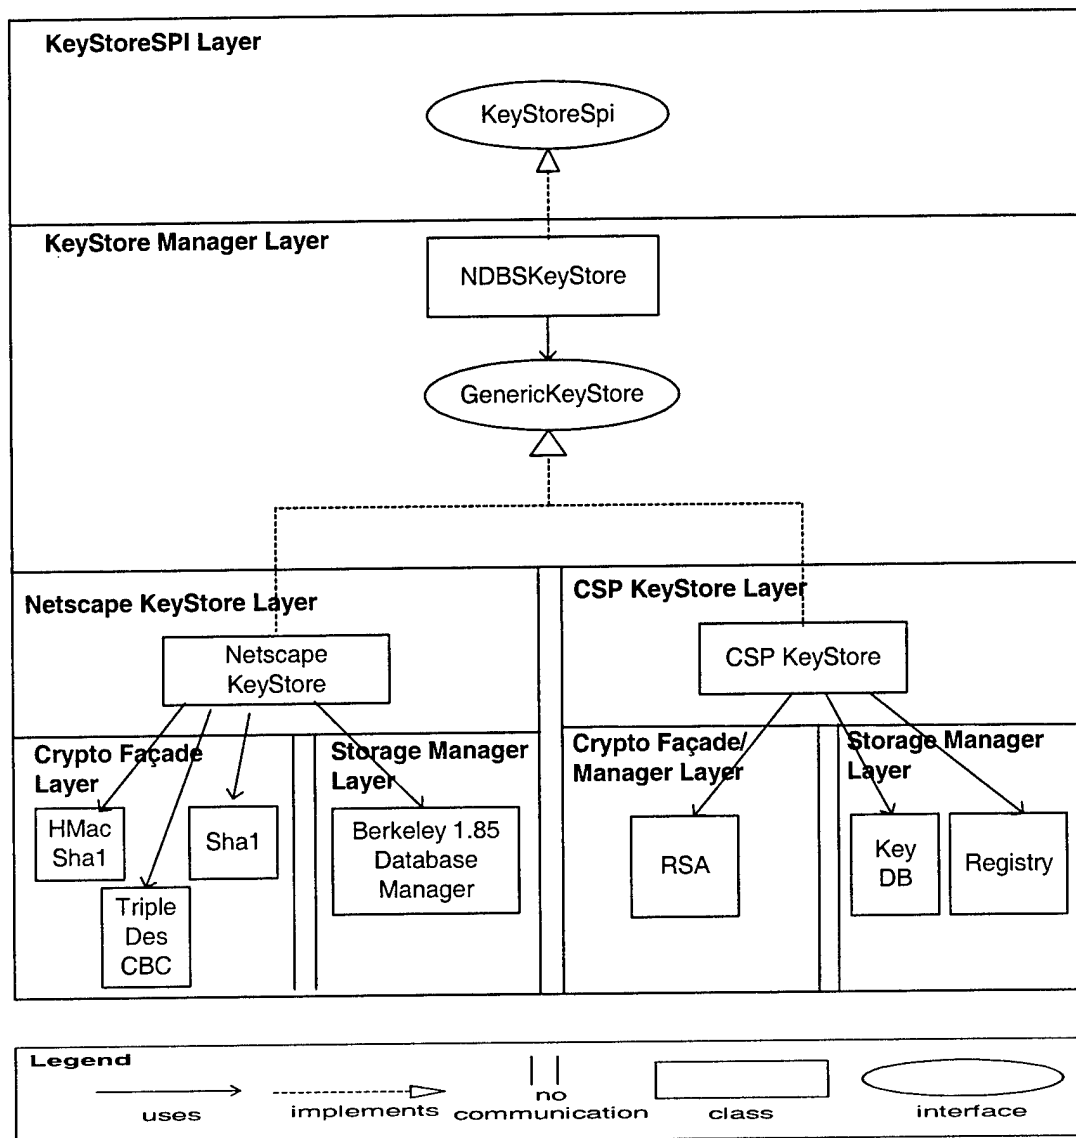 KeyStoreSPI Layer
KeyStoreSpi
KeyStore Manager Layer
NDBSKeyStore
GenericKeyStore
Netscape KeyStore Layer
Netscape
KeyStore
CSP KeyStore Layer
CSP KeyStore
Crypto Façade
Layer
HMac
Sha1
Sha1
Triple
Des
CBC
Storage Manager
Layer
Berkeley 1.85
Database
Manager
Crypto Façade/
Manager Layer
RSA
Storage Manager
Layer
Key
DB
Registry
Legend
uses
implements
no
communication
class
interface